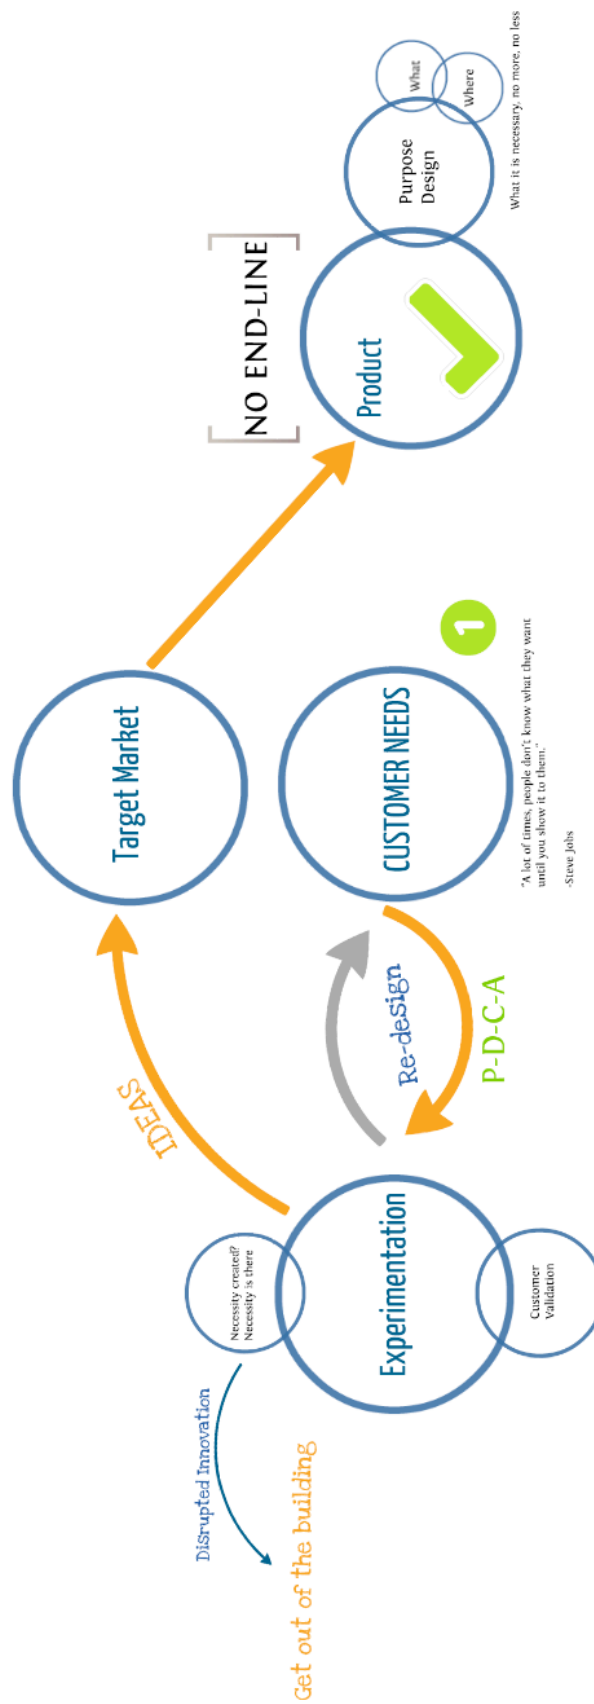 Get out of the building
Disrupted Innovation
Necessity created?
Necessity is there
Experimentation
Customer
Validation
IDEAS
Re-design
P-D-C-A
Target Market
CUSTOMER NEEDS
1
"A lot of times, people don't know what they want
until you show it to them."
-Steve Jobs
[NO END-LINE]
Product
Purpose
Design
What
Where
What it is necessary, no more, no less